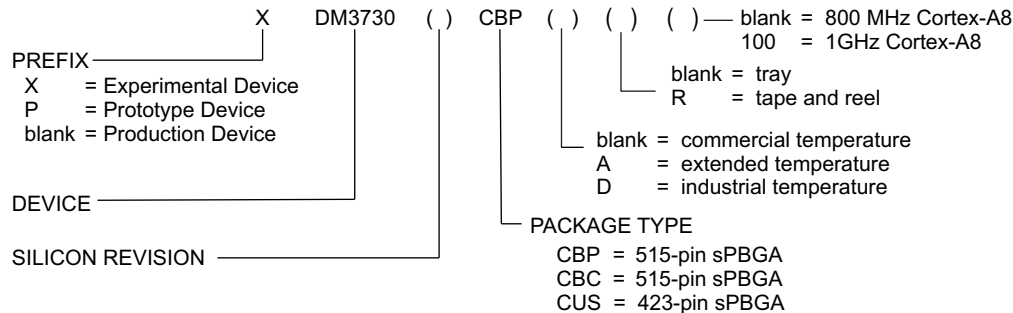 X DM3730 ( ) CBP ( ) ( ) ( )
blank = 800 MHz Cortex-A8
100 = 1GHz Cortex-A8
PREFIX
X = Experimental Device
P = Prototype Device
blank = Production Device
blank = tray
R = tape and reel
blank = commercial temperature
A = extended temperature
D = industrial temperature
DEVICE
PACKAGE TYPE
CBP = 515-pin sPBGA
CBC = 515-pin sPBGA
CUS = 423-pin sPBGA
SILICON REVISION